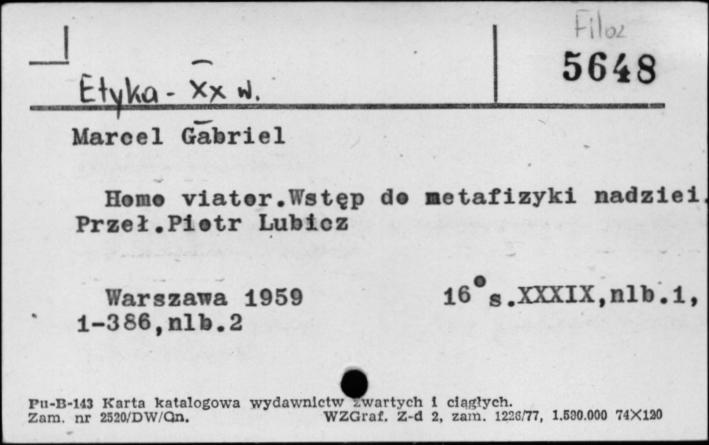 Filoz
5648
Etyka - XX w.
Marcel Gabriel
Homo viator.Wstęp do metafizyki nadziei.
Przeł.Piotr Lubicz
Warszawa 1959 16° s.XXXIX,nlb.1,
1-386,nlb.2
Pu-B-143 Karta katalogowa wydawnictw zwartych i ciągłych.
Zam. nr 2520/DW/Qn. WZGraf. Z-d 2, zam. 1226/77, 1.590.000 74X120